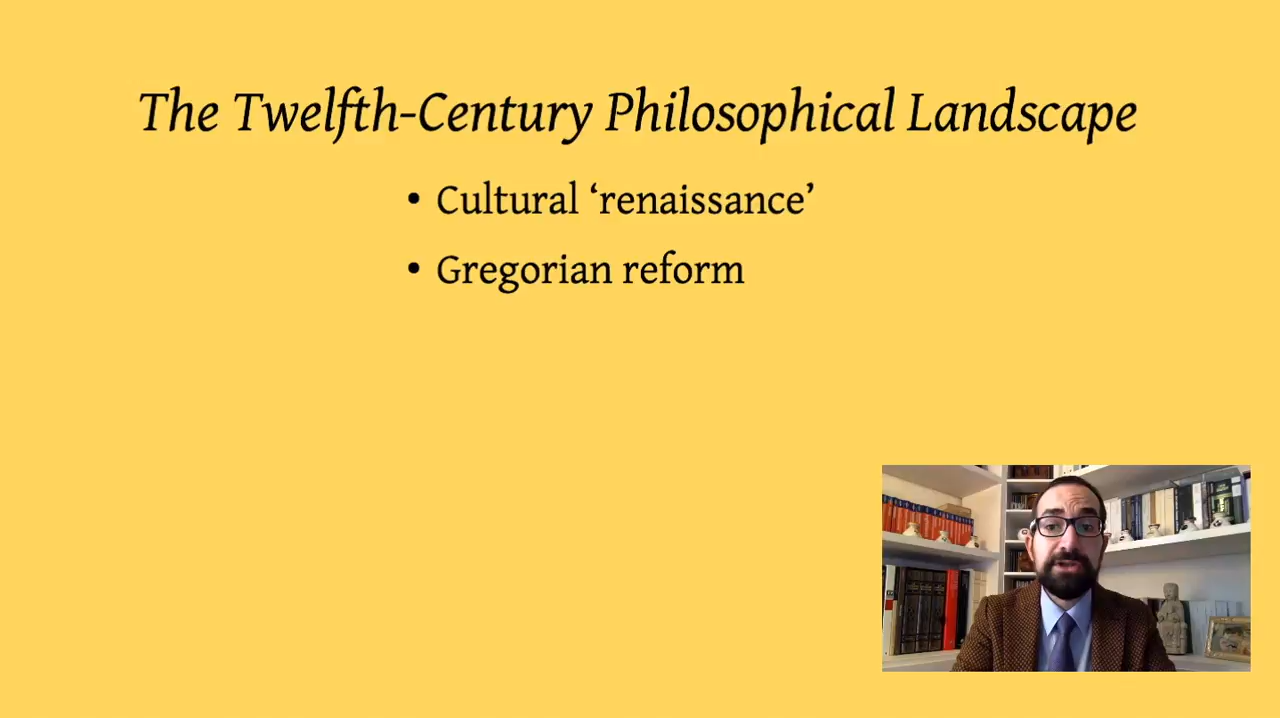 The Twelfth-Century Philosophical Landscape
• Cultural ‘renaissance’
• Gregorian reform